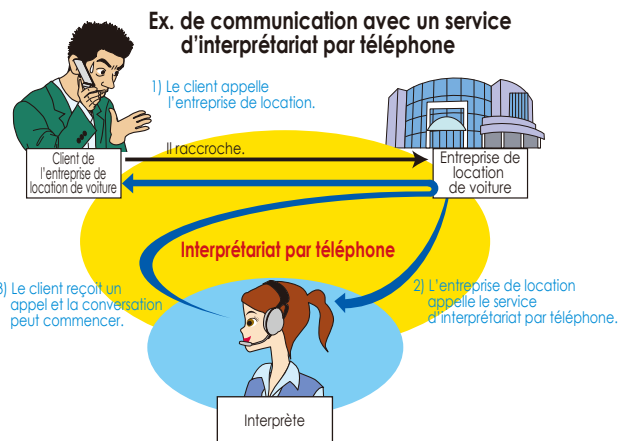 Ex. de communication avec un service
d'interprétariat par téléphone
1) Le client appelle
l'entreprise de location.
Il raccroche.
Client de
l'entreprise de
location de voiture
Entreprise de
location
de voiture
Interprétariat par téléphone
3) Le client reçoit un
appel et la conversation
peut commencer.
2) L'entreprise de location
appelle le service
d'interprétariat par téléphone.
Interprète